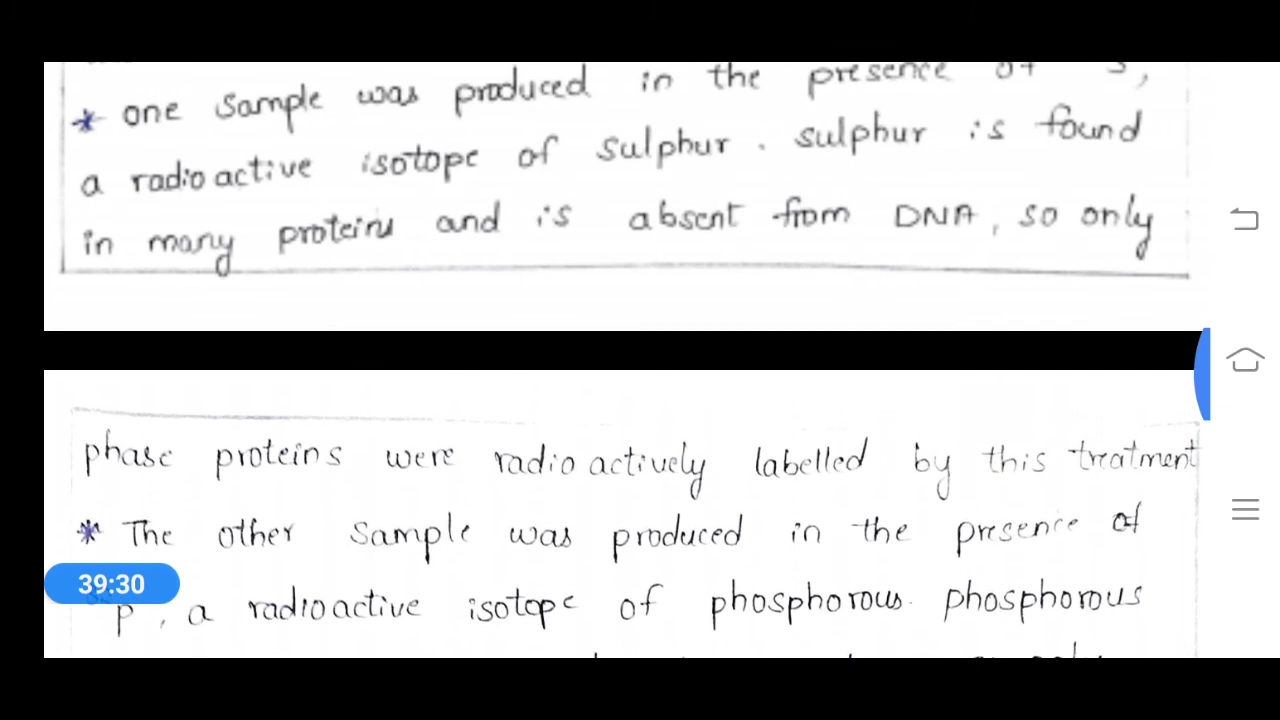 * one sample was produced in the presence of S,
a radioactive isotope of sulphur. sulphur is found
in many proteins and is absent from DNA, so only
phase proteins were radio actively labelled by this treatment
* The other sample was produced in the presence of
39:30
P, a radioactive isotope of phosphorous. phosphorous